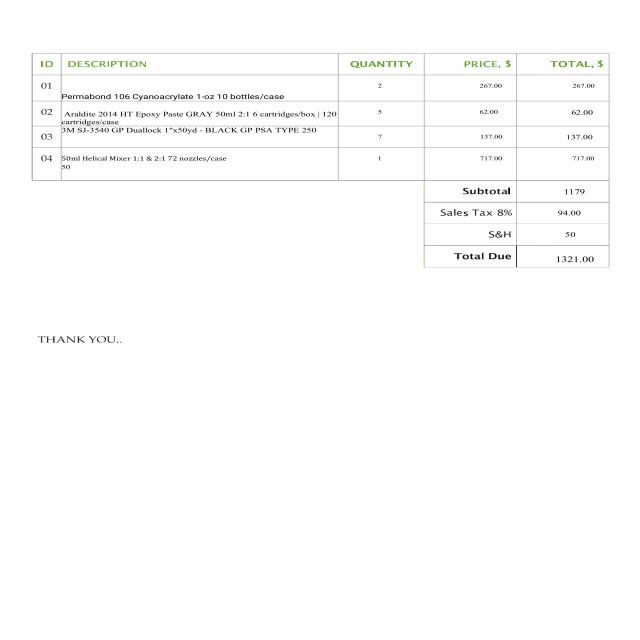 ID DESCRIPTION QUANTITY PRICE, $ TOTAL, $
01 Permabond 106 Cyanoacrylate 1-oz 10 bottles/case 2 267.00 267.00
02 Araldite 2014 HT Epoxy Paste GRAY 50ml 2:1 6 cartridges/box | 120 5 62.00 62.00
cartridges/case
03 3M SJ-3540 GP Duallock 1"x50yd - BLACK GP PSA TYPE 250 7 137.00 137.00
04 50ml Helical Mixer 1:1 & 2:1 72 nozzles/case 1 717.00 717.00
50
Subtotal 1179
Sales Tax 8% 94.00
S&H 50
Total Due 1321.00
THANK YOU..